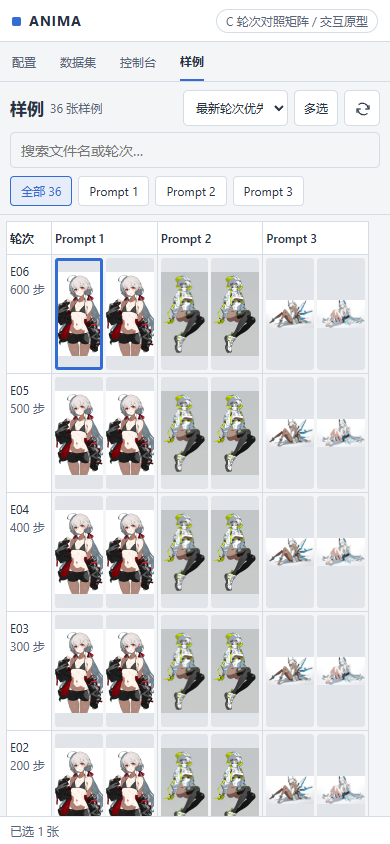 ANIMA
C 轮次对照矩阵 / 交互原型
配置 数据集 控制台 样例
样例 36 张样例
最新轮次优先
多选
搜索文件名或轮次...
全部 36
Prompt 1
Prompt 2
Prompt 3
轮次 Prompt 1 Prompt 2 Prompt 3
E06
600 步
E05
500 步
E04
400 步
E03
300 步
E02
200 步
已选 1 张